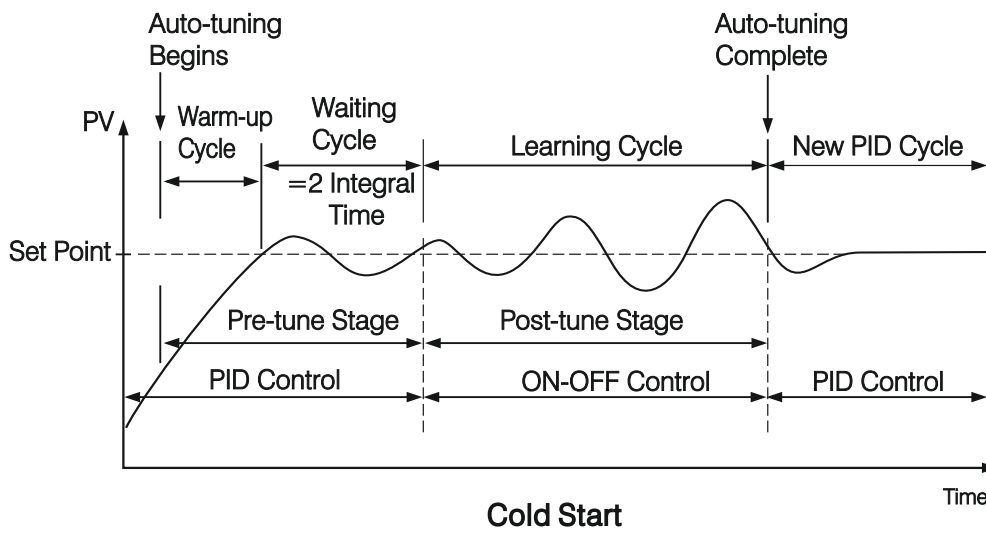 Auto-tuning
Begins
Auto-tuning
Complete
PV
Warm-up
Cycle
Waiting
Cycle
=2 Integral
Time
Learning Cycle
New PID Cycle
Set Point
Pre-tune Stage
Post-tune Stage
PID Control
ON-OFF Control
PID Control
Time
Cold Start